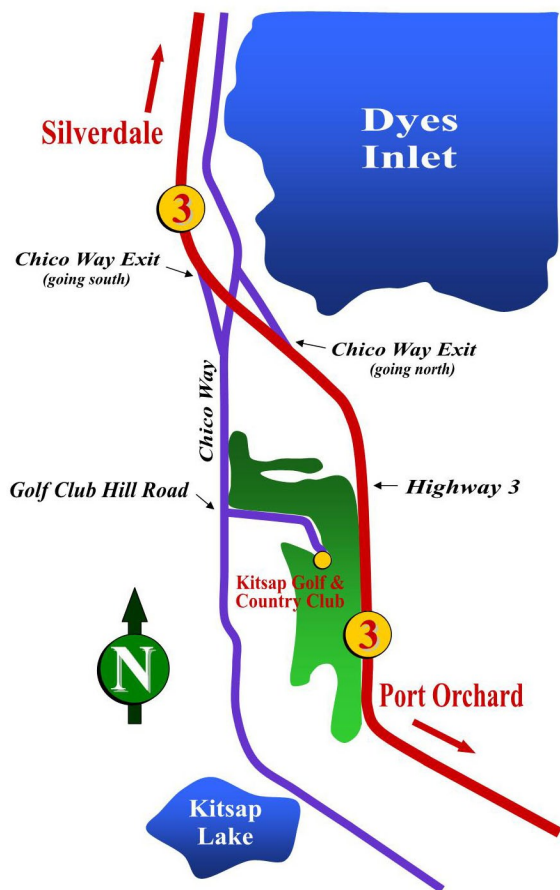 Silverdale
Dyes
Inlet
3
Chico Way Exit
(going south)
Chico Way Exit
(going north)
Chico Way
Golf Club Hill Road
Highway 3
Kitsap Golf &
Country Club
3
N
Port Orchard
Kitsap
Lake